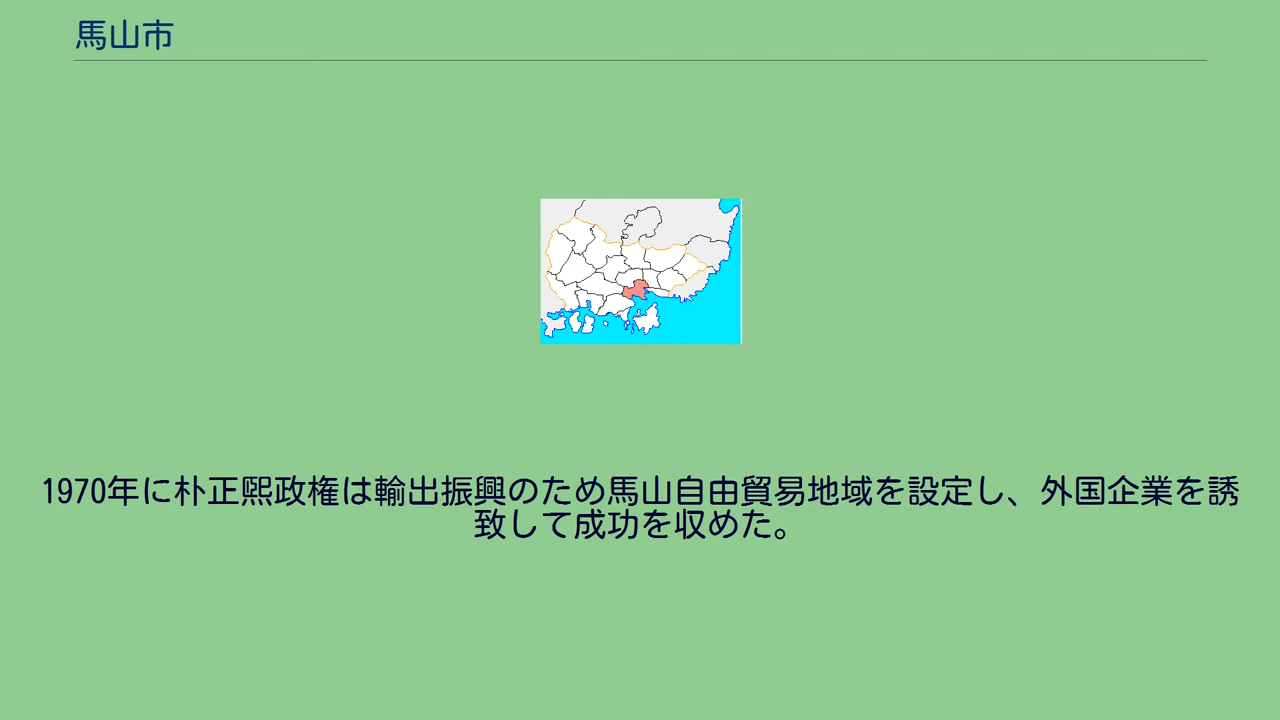 馬山市
1970年に朴正熙政権は輸出振興のため馬山自由貿易地域を設定し、外国企業を誘
致して成功を収めた。